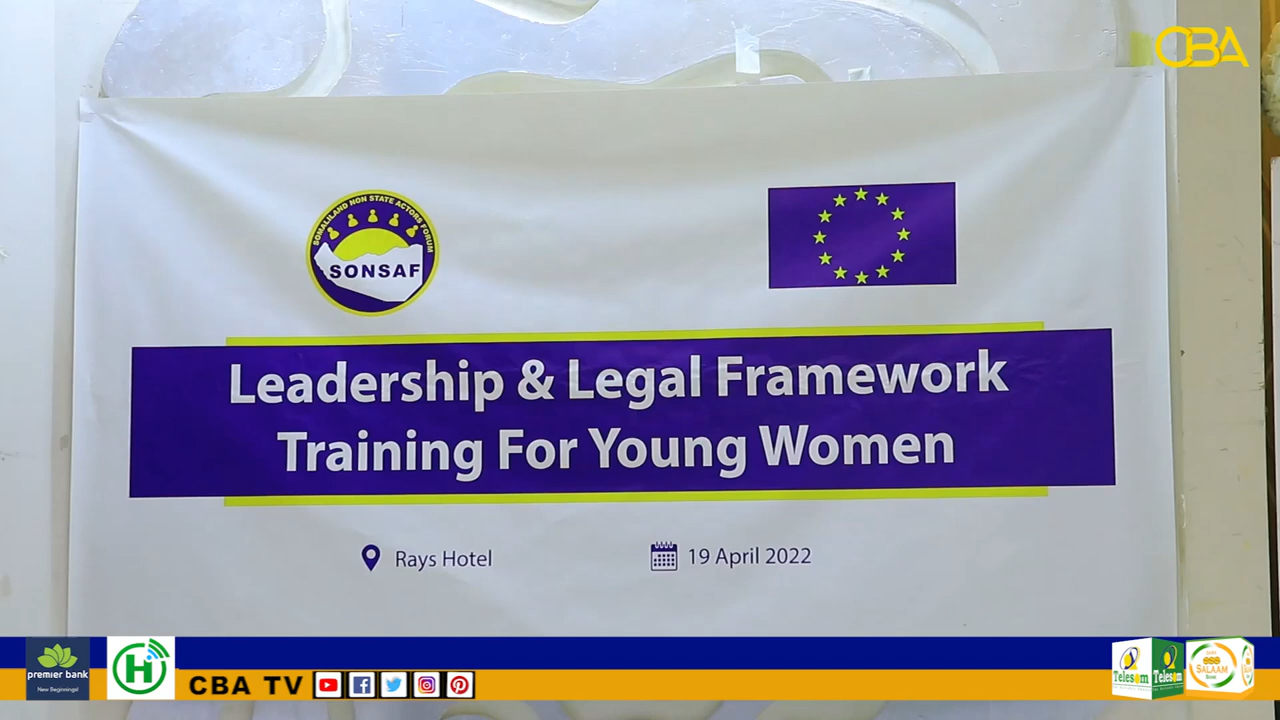 CBA
SOMALILAND NON STATE ACTORS FORUM
SONSAF
Leadership & Legal Framework
Training For Young Women
Rays Hotel
19 April 2022
premier bank
New Beginnings!
H
CBA TV
Telesom
Telesom
SALAAM